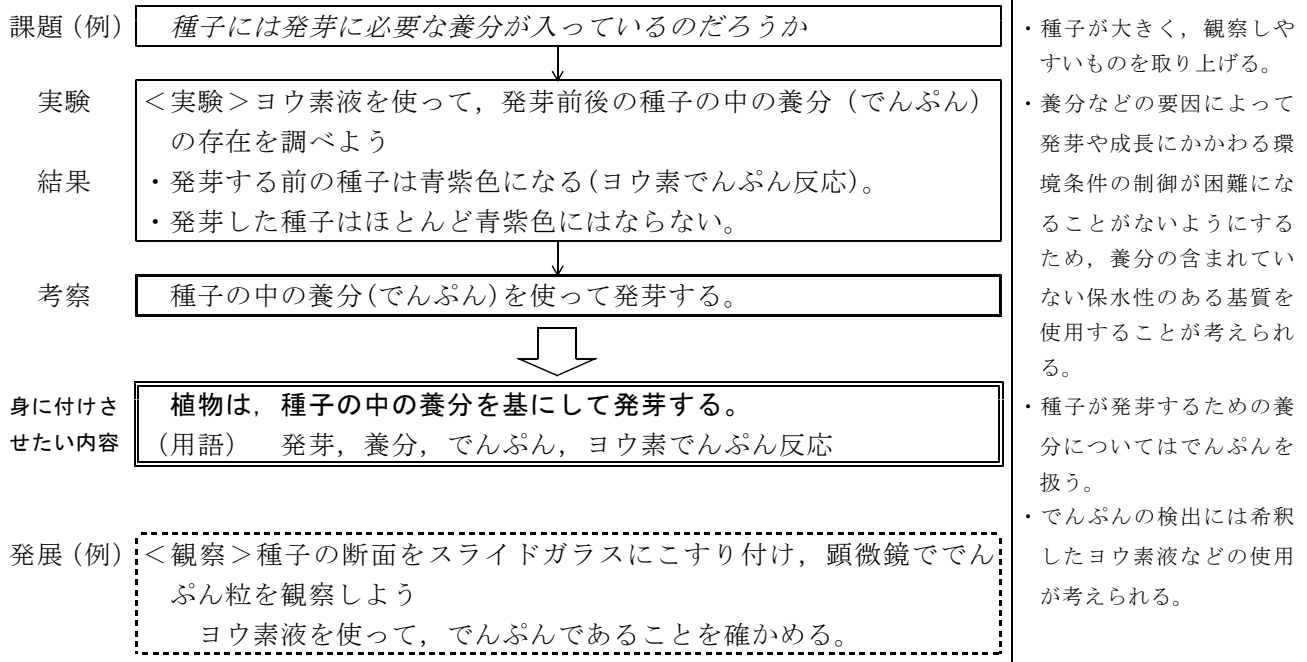 課題（例） 種子には発芽に必要な養分が入っているのだろうか
実験 ＜実験＞ヨウ素液を使って，発芽前後の種子の中の養分（でんぷん）
の存在を調べよう
結果 ・発芽する前の種子は青紫色になる(ヨウ素でんぷん反応)。
・発芽した種子はほとんど青紫色にはならない。
考察 種子の中の養分(でんぷん)を使って発芽する。
身に付けさ
せたい内容
植物は，種子の中の養分を基にして発芽する。
（用語） 発芽，養分，でんぷん，ヨウ素でんぷん反応
発展（例） ＜観察＞種子の断面をスライドガラスにこすり付け，顕微鏡ででん
ぷん粒を観察しよう
ヨウ素液を使って，でんぷんであることを確かめる。
・種子が大きく，観察しや
すいものを取り上げる。
・養分などの要因によって
発芽や成長にかかわる環
境条件の制御が困難にな
ることがないようにする
ため，養分の含まれてい
ない保水性のある基質を
使用することが考えられ
る。
・種子が発芽するための養
分についてはでんぷんを
扱う。
・でんぷんの検出には希釈
したヨウ素液などの使用
が考えられる。